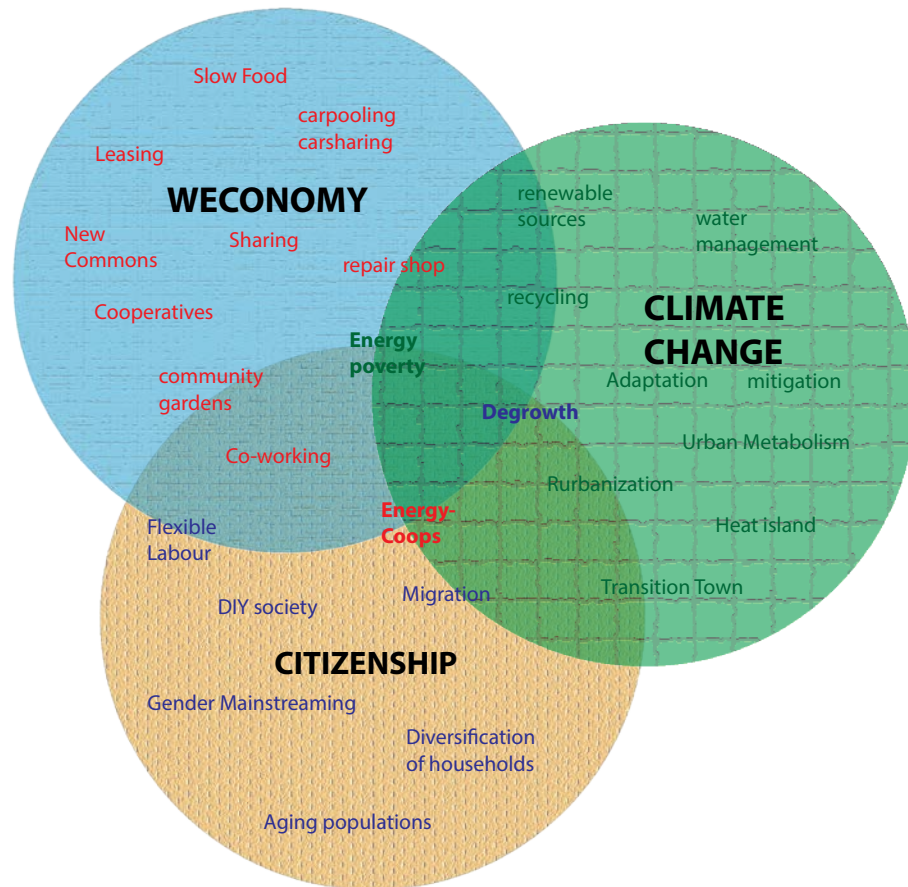 Slow Food
carpooling
carsharing
Leasing
WECONOMY
New
Commons
Sharing
repair shop
Cooperatives
community
gardens
Co-working
renewable
sources
water
management
recycling
CLIMATE
CHANGE
Energy
poverty
Adaptation
mitigation
Degrowth
Urban Metabolism
Rurbanization
Heat island
Transition Town
Energy-
Coops
Flexible
Labour
Migration
DIY society
CITIZENSHIP
Gender Mainstreaming
Diversification
of households
Aging populations